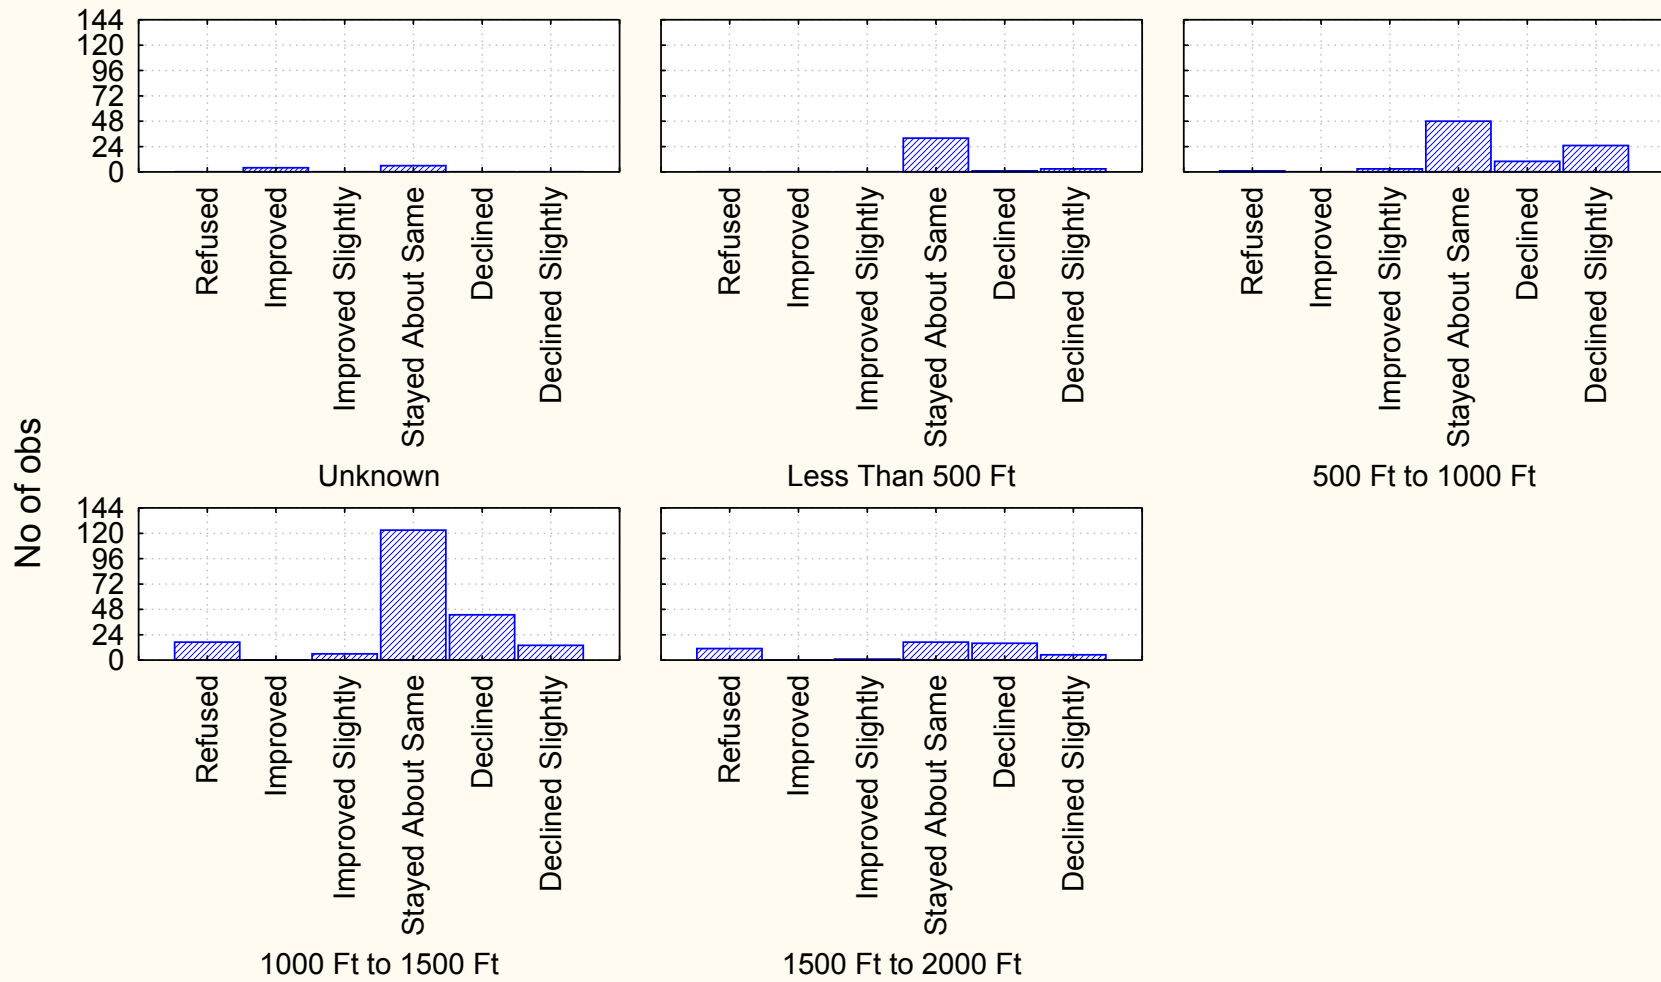 No of obs
144
120
96
72
48
24
0
Refused
Improved
Improved Slightly
Stayed About Same
Declined
Declined Slightly
Unknown
Refused
Improved
Improved Slightly
Stayed About Same
Declined
Declined Slightly
Less Than 500 Ft
Refused
Improved
Improved Slightly
Stayed About Same
Declined
Declined Slightly
500 Ft to 1000 Ft
144
120
96
72
48
24
0
Refused
Improved
Improved Slightly
Stayed About Same
Declined
Declined Slightly
1000 Ft to 1500 Ft
Refused
Improved
Improved Slightly
Stayed About Same
Declined
Declined Slightly
1500 Ft to 2000 Ft